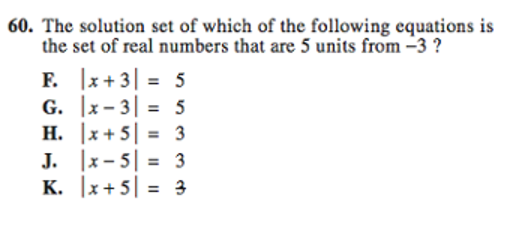 60. The solution set of which of the following equations is
the set of real numbers that are 5 units from –3 ?
F. |x + 3| = 5
G. |x – 3| = 5
H. |x + 5| = 3
J. |x – 5| = 3
K. |x + 5| = 3